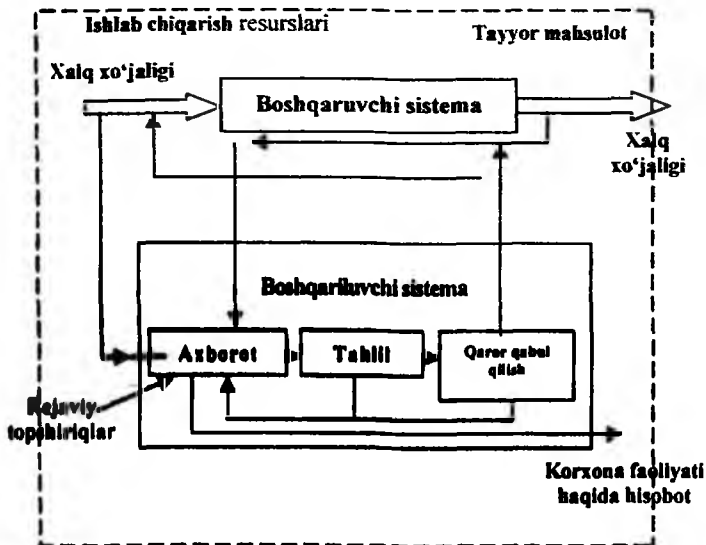 Ishlab chiqarish resurslari
Tayyor mahsulot
Xalq xo‘jaligi
Boshqaruvchi sistema
Xalq
xo‘jaligi
Boshqariluvchi sistema
Axborot
Tahlil
Qaror qabul
qilish
Rejaviy
topshiriqlar
Korxona faoliyati
haqida hisobot